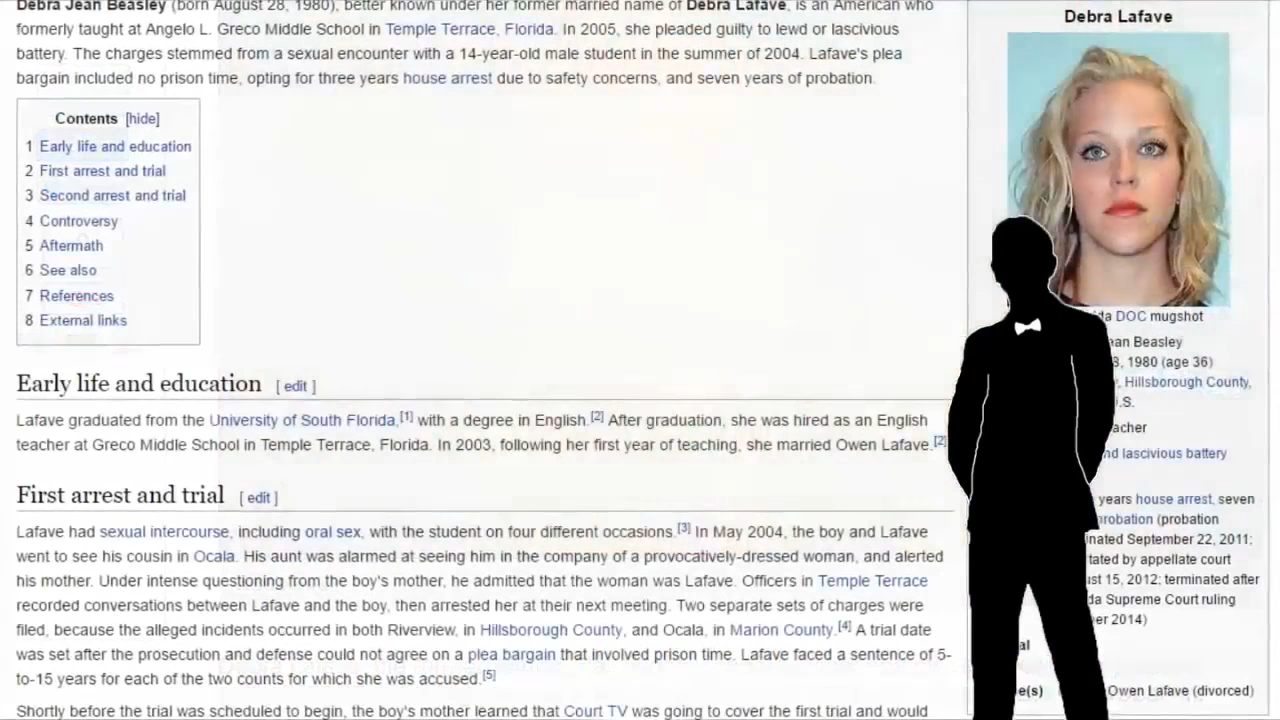 Debra Jean Beasley (born August 28, 1980), better known under her former married name of Debra Lafave, is an American who
formerly taught at Angelo L. Greco Middle School in Temple Terrace, Florida. In 2005, she pleaded guilty to lewd or lascivious
battery. The charges stemmed from a sexual encounter with a 14-year-old male student in the summer of 2004. Lafave's plea
bargain included no prison time, opting for three years house arrest due to safety concerns, and seven years of probation.
Contents [hide]
1 Early life and education
2 First arrest and trial
3 Second arrest and trial
4 Controversy
5 Aftermath
6 See also
7 References
8 External links
Early life and education [ edit ]
Lafave graduated from the University of South Florida,[1] with a degree in English.[2] After graduation, she was hired as an English
teacher at Greco Middle School in Temple Terrace, Florida. In 2003, following her first year of teaching, she married Owen Lafave.[2]
First arrest and trial [ edit ]
Lafave had sexual intercourse, including oral sex, with the student on four different occasions.[3] In May 2004, the boy and Lafave
went to see his cousin in Ocala. His aunt was alarmed at seeing him in the company of a provocatively-dressed woman, and alerted
his mother. Under intense questioning from the boy's mother, he admitted that the woman was Lafave. Officers in Temple Terrace
recorded conversations between Lafave and the boy, then arrested her at their next meeting. Two separate sets of charges were
filed, because the alleged incidents occurred in both Riverview, in Hillsborough County, and Ocala, in Marion County.[4] A trial date
was set after the prosecution and defense could not agree on a plea bargain that involved prison time. Lafave faced a sentence of 5-
to-15 years for each of the two counts for which she was accused.[5]
Shortly before the trial was scheduled to begin, the boy's mother learned that Court TV was going to cover the first trial and would
Debra Lafave
DOC mugshot
Beasley
1980 (age 36)
Hillsborough County,
lascivious battery
years house arrest, seven
probation (probation
September 22, 2011;
by appellate court
15, 2012; terminated after
Supreme Court ruling
2014)
Owen Lafave (divorced)